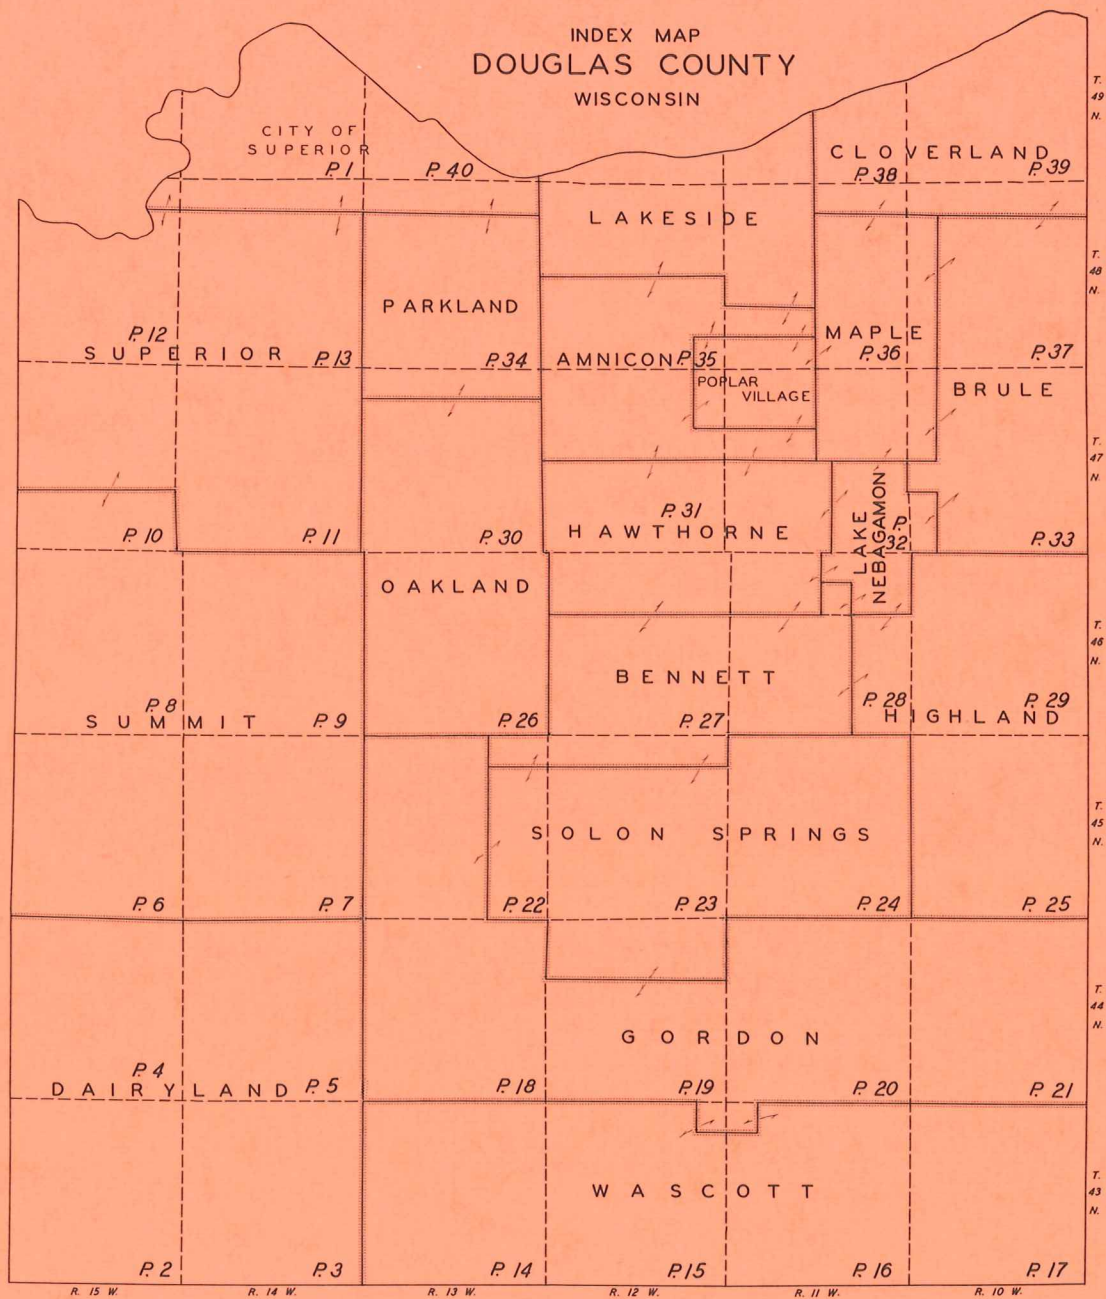 INDEX MAP
DOUGLAS COUNTY
WISCONSIN
T.
49
N.
CITY OF
SUPERIOR
P. 1
P. 40
CLOVERLAND
P. 38
P. 39
LAKESIDE
T.
48
N.
PARKLAND
P. 12
SUPERIOR
P. 13
P. 34
AMNICON
P. 35
MAPLE
P. 36
P. 37
POPLAR
VILLAGE
BRULE
T.
47
N.
P. 10
P. 11
P. 30
P. 31
HAWTHORNE
LAKE
NEBAGAMON
P.
32
P. 33
OAKLAND
T.
46
N.
BENNETT
P. 8
SUMMIT
P. 9
P. 26
P. 27
P. 28
P. 29
HIGHLAND
T.
45
N.
SOLON SPRINGS
P. 6
P. 7
P. 22
P. 23
P. 24
P. 25
T.
44
N.
GORDON
P. 4
DAIRYLAND
P. 5
P. 18
P. 19
P. 20
P. 21
T.
43
N.
WASCOTT
P. 2
P. 3
P. 14
P. 15
P. 16
P. 17
R. 15 W.
R. 14 W.
R. 13 W.
R. 12 W.
R. 11 W.
R. 10 W.